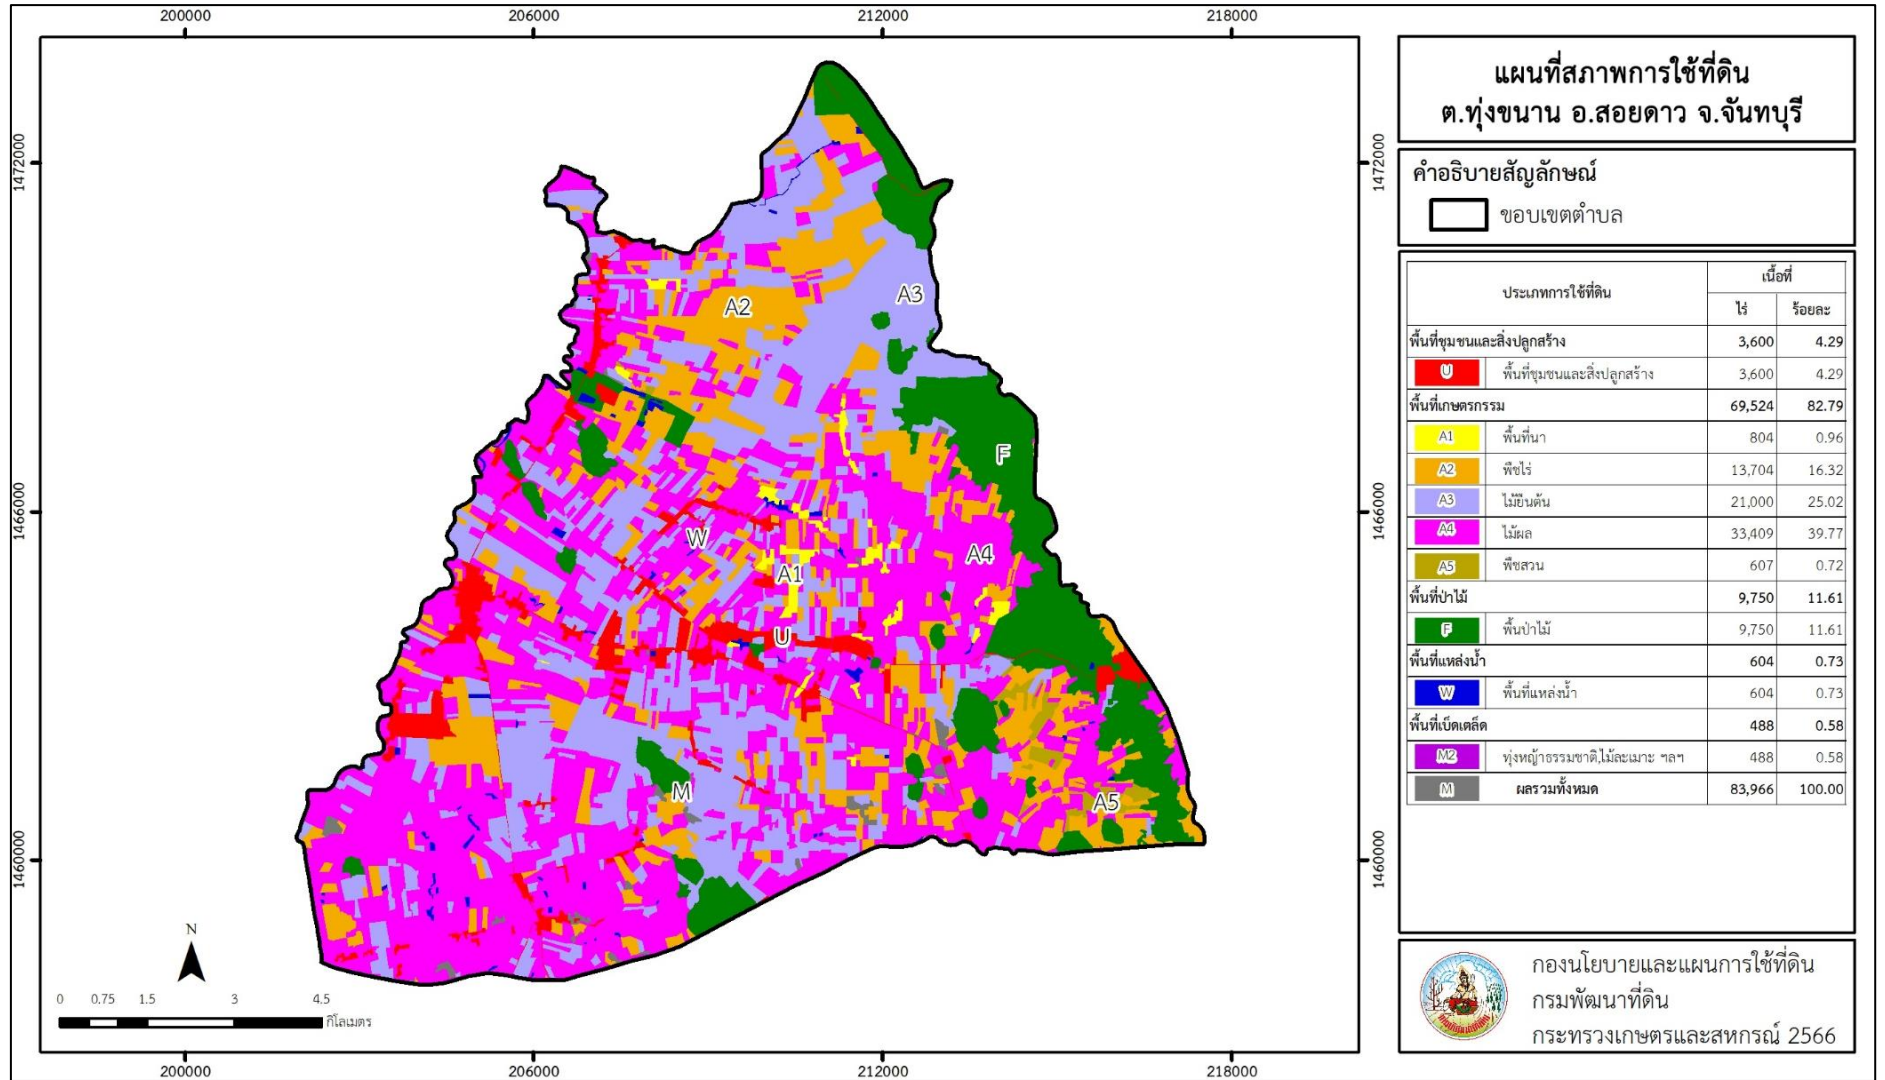 200000 206000 212000 218000
1472000 1472000
1466000 1466000
1460000 1460000
A2
A3
F
W
A4
A1
U
M
A5
N
0 0.75 1.5 3 4.5
กิโลเมตร
200000 206000 212000 218000
แผนที่สภาพการใช้ที่ดิน
ต.ทุ่งขนาน อ.สอยดาว จ.จันทบุรี
คำอธิบายสัญลักษณ์
ขอบเขตตำบล
ประเภทการใช้ที่ดิน เนื้อที่
ไร่ ร้อยละ
พื้นที่ชุมชนและสิ่งปลูกสร้าง 3,600 4.29
U พื้นที่ชุมชนและสิ่งปลูกสร้าง 3,600 4.29
พื้นที่เกษตรกรรม 69,524 82.79
A1 พื้นที่นา 804 0.96
A2 พืชไร่ 13,704 16.32
A3 ไม้ยืนต้น 21,000 25.02
A4 ไม้ผล 33,409 39.77
A5 พืชสวน 607 0.72
พื้นที่ป่าไม้ 9,750 11.61
F พื้นป่าไม้ 9,750 11.61
พื้นที่แหล่งน้ำ 604 0.73
W พื้นที่แหล่งน้ำ 604 0.73
พื้นที่เบ็ดเตล็ด 488 0.58
M2 ทุ่งหญ้าธรรมชาติ,ไม้ละเมาะ ฯลฯ 488 0.58
M ผลรวมทั้งหมด 83,966 100.00
กองนโยบายและแผนการใช้ที่ดิน
กรมพัฒนาที่ดิน
กระทรวงเกษตรและสหกรณ์ 2566